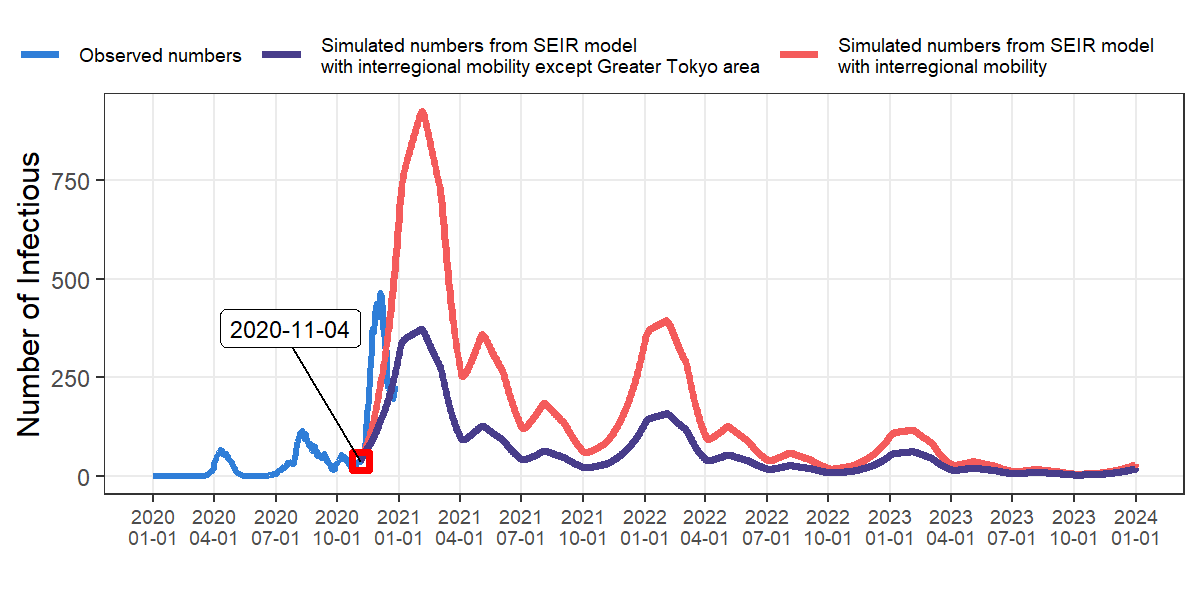 Observed numbers
Simulated numbers from SEIR model
with interregional mobility except Greater Tokyo area
Simulated numbers from SEIR model
with interregional mobility
Number of Infectious
750
500
250
0
2020-11-04
2020 2020 2020 2020 2021 2021 2021 2021 2022 2022 2022 2022 2023 2023 2023 2023 2024
01-01 04-01 07-01 10-01 01-01 04-01 07-01 10-01 01-01 04-01 07-01 10-01 01-01 04-01 07-01 10-01 01-01